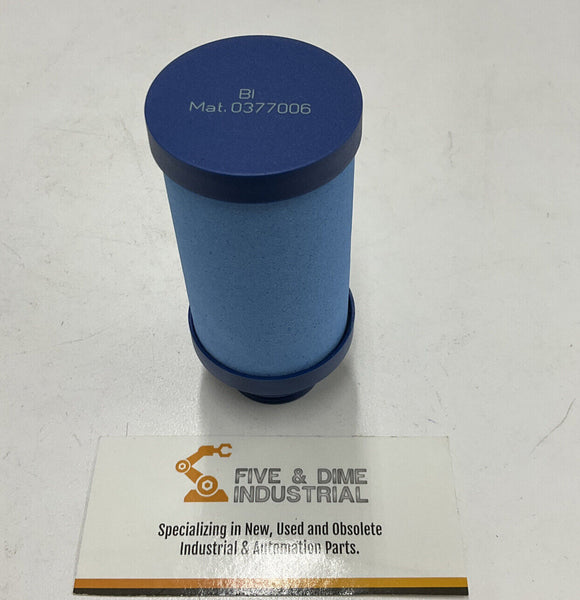 BI
Mat. 0377006
FIVE & DIME
INDUSTRIAL
Specializing in New, Used and Obsolete
Industrial & Automation Parts.